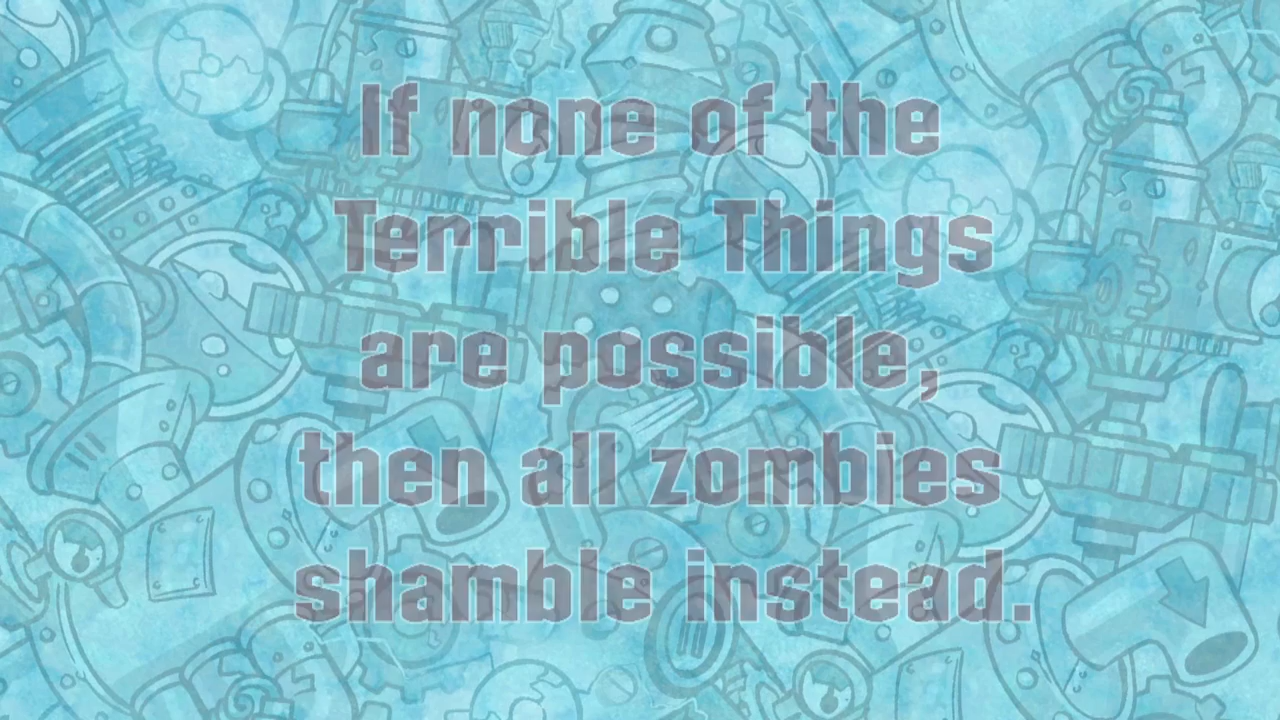 If none of the
Terrible Things
are possible,
then all zombies
shamble instead.